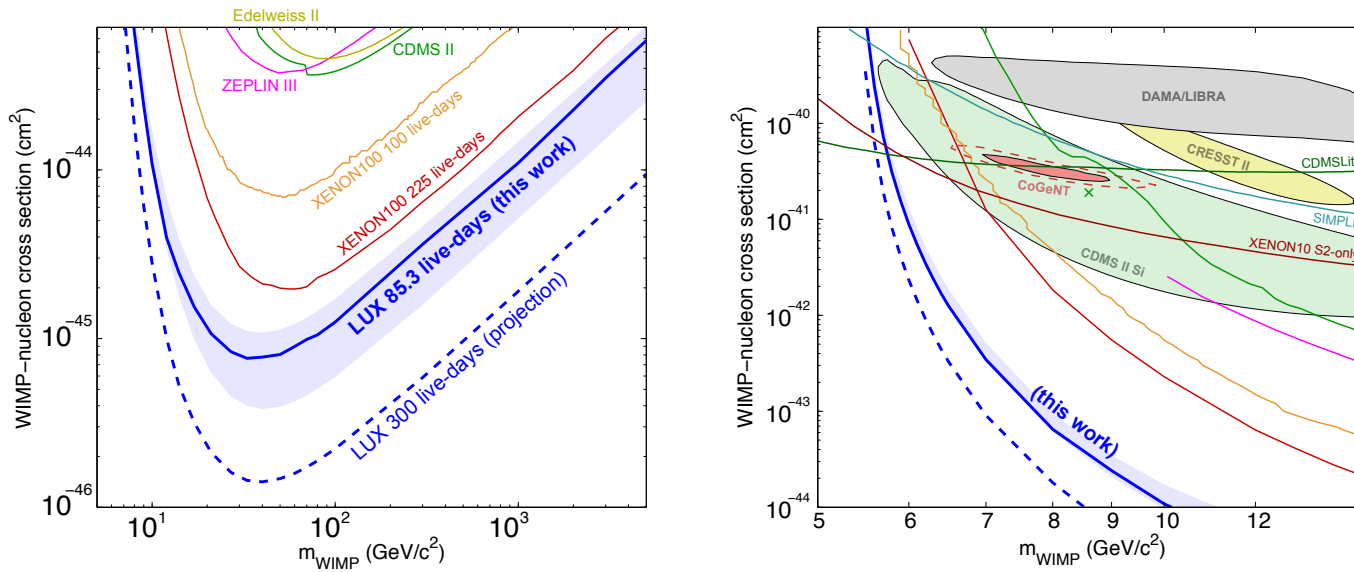 WIMP−nucleon cross section (cm²)
10⁻⁴⁴
10⁻⁴⁵
10⁻⁴⁶
Edelweiss II
CDMS II
ZEPLIN III
XENON100 100 live-days
XENON100 225 live-days
LUX 85.3 live-days (this work)
LUX 300 live-days (projection)
10¹
10²
10³
m_WIMP (GeV/c²)
WIMP−nucleon cross section (cm²)
10⁻⁴⁰
10⁻⁴¹
10⁻⁴²
10⁻⁴³
10⁻⁴⁴
DAMA/LIBRA
CRESST II
CDMSLit
CoGeNT
×
SIMPL
XENON10 S2-only
CDMS II Si
(this work)
5
6
7
8
9
10
12
m_WIMP (GeV/c²)